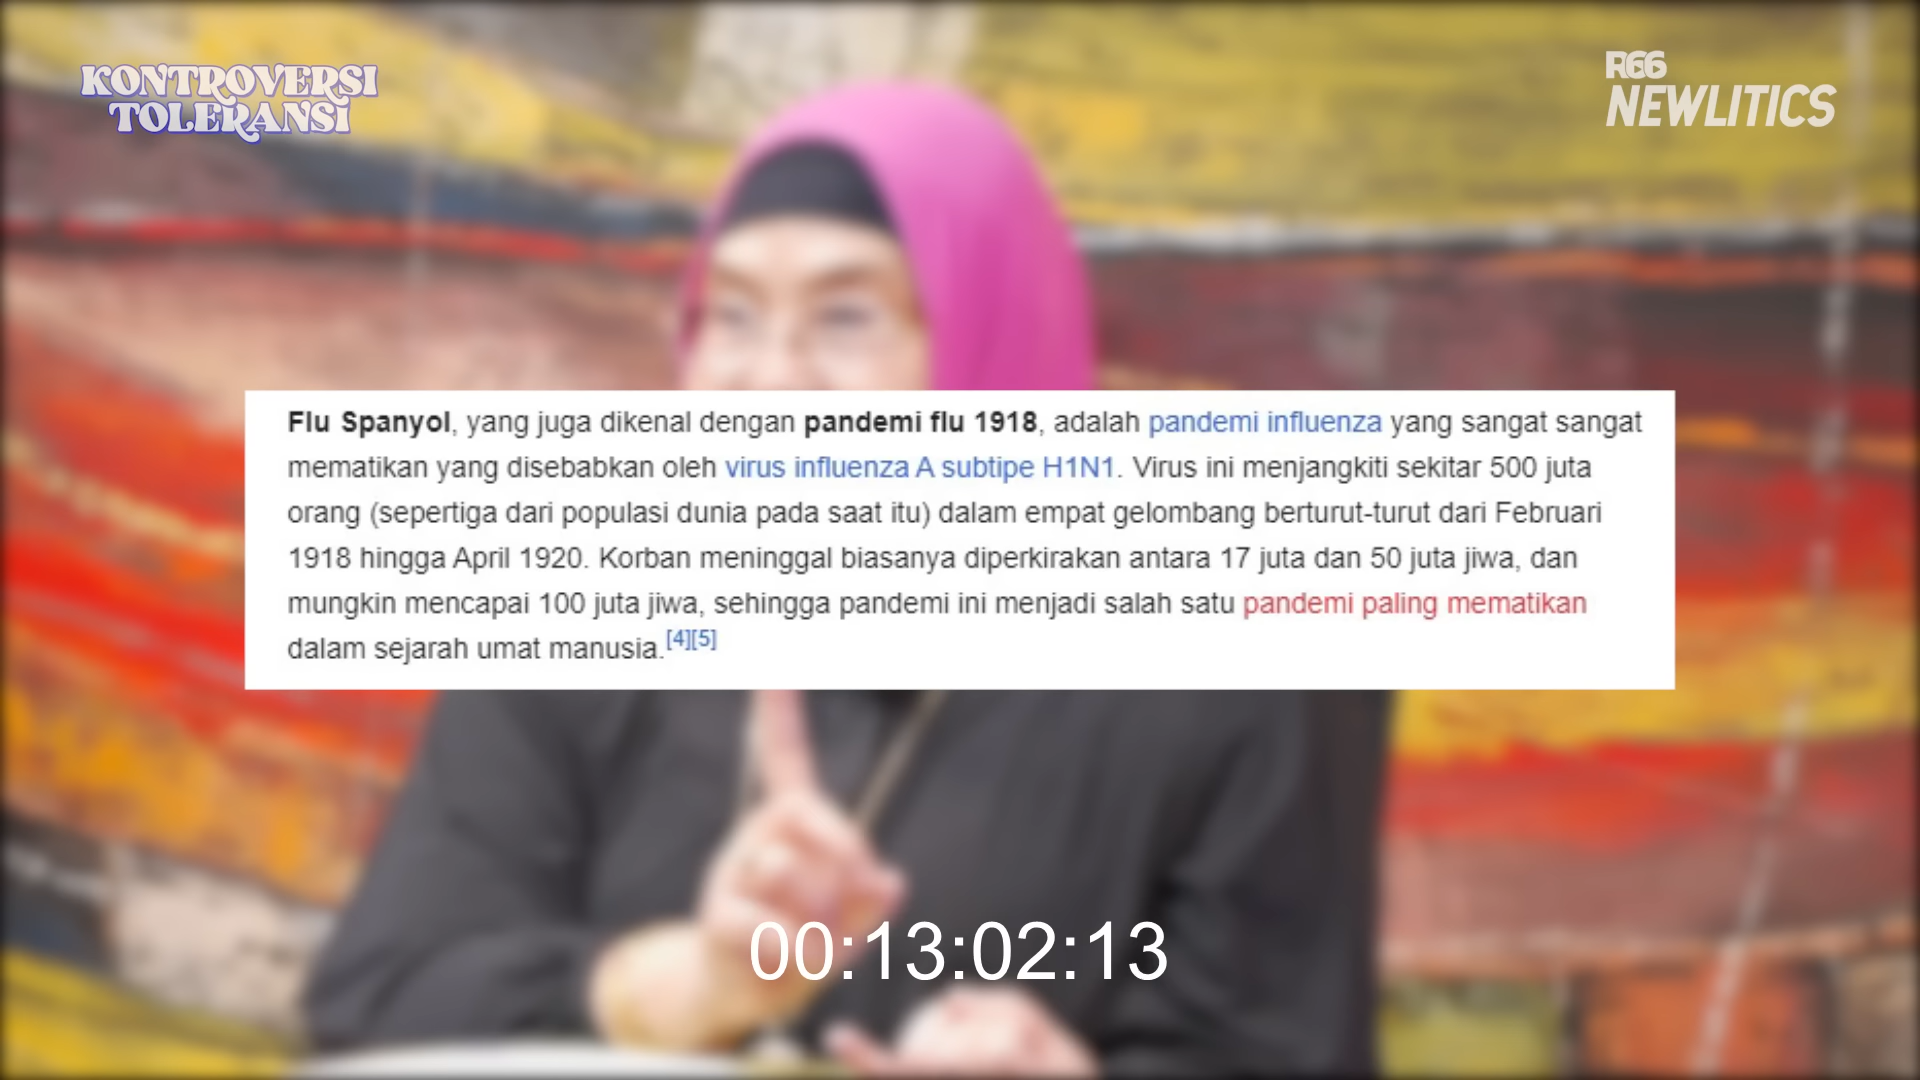 KONTROVERSI
TOLERANSI
R66
NEWLITICS
Flu Spanyol, yang juga dikenal dengan pandemi flu 1918, adalah pandemi influenza yang sangat sangat
mematikan yang disebabkan oleh virus influenza A subtipe H1N1. Virus ini menjangkiti sekitar 500 juta
orang (sepertiga dari populasi dunia pada saat itu) dalam empat gelombang berturut-turut dari Februari
1918 hingga April 1920. Korban meninggal biasanya diperkirakan antara 17 juta dan 50 juta jiwa, dan
mungkin mencapai 100 juta jiwa, sehingga pandemi ini menjadi salah satu pandemi paling mematikan
dalam sejarah umat manusia.[4][5]
00:13:02:13